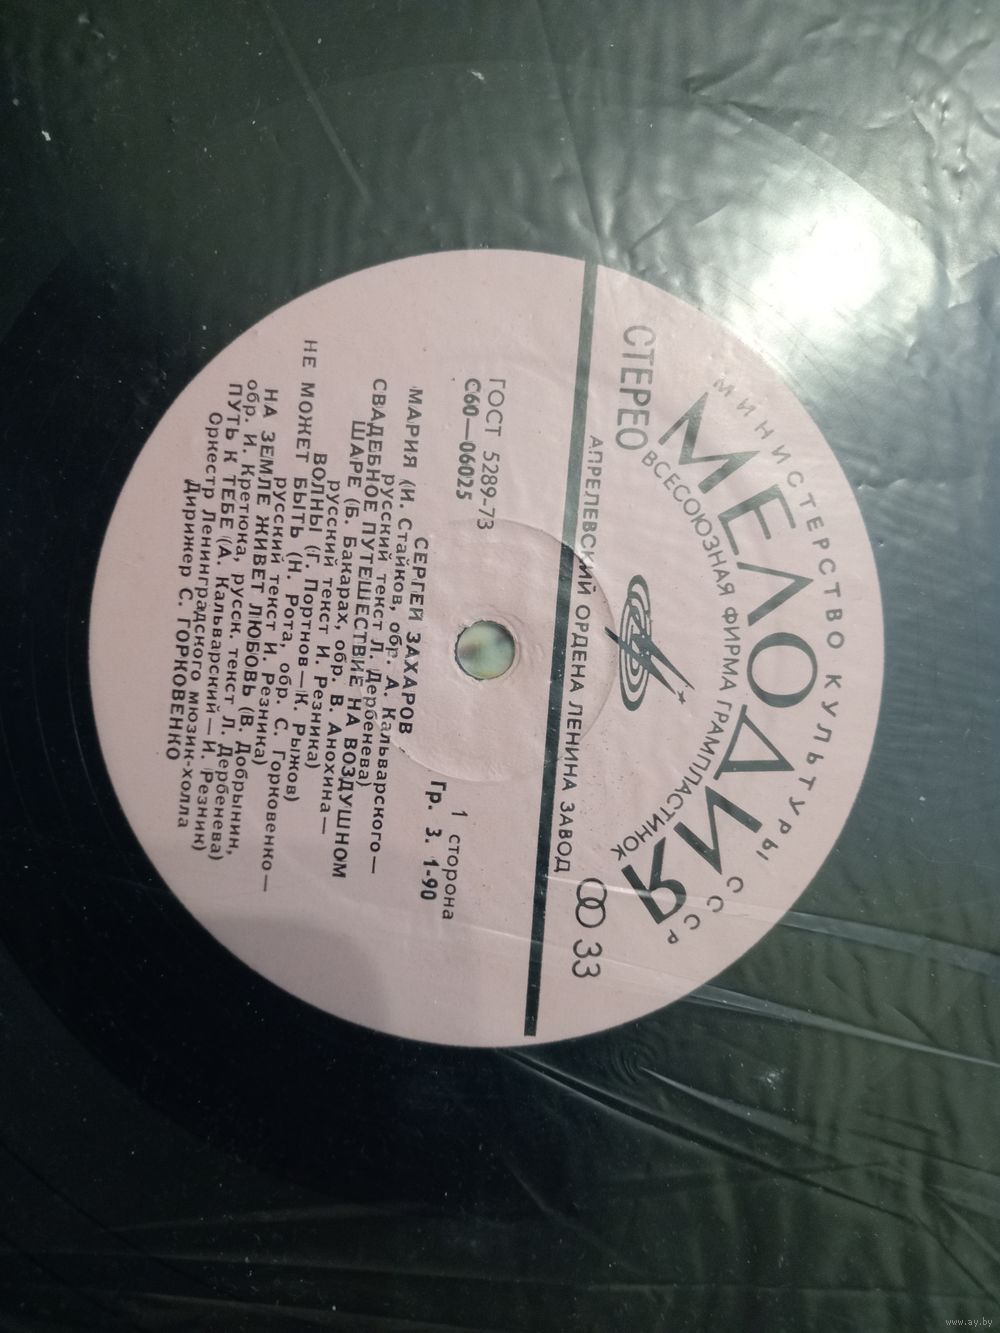 МИНИСТЕРСТВО КУЛЬТУРЫ СССР
МЕЛОДИЯ
ВСЕСОЮЗНАЯ ФИРМА ГРАМПЛАСТИНОК
СТЕРЕО
33
АПРЕЛЕВСКИЙ ОРДЕНА ЛЕНИНА ЗАВОД
ГОСТ 5289-73
С60—06025
1 сторона
Гр. 3. 1-90
СЕРГЕЙ ЗАХАРОВ
МАРИЯ (И. Стайков, обр. А. Кальварского—
русский текст Л. Дербенева)
СВАДЕБНОЕ ПУТЕШЕСТВИЕ НА ВОЗДУШНОМ
ШАРЕ (Б. Бакарах, обр. В. Анохина—
русский текст И. Резника)
ВОЛНЫ (Г. Портнов—К. Рыжов)
НЕ МОЖЕТ БЫТЬ (Н. Рота, обр. С. Горковенко—
русский текст И. Резника)
НА ЗЕМЛЕ ЖИВЕТ ЛЮБОВЬ (В. Добрынин,
обр. И. Кретюка, русск. текст Л. Дербенева)
ПУТЬ К ТЕБЕ (А. Кальварский—И. Резник)
Оркестр Ленинградского мюзик-холла
Дирижер С. ГОРКОВЕНКО
www.ay.by